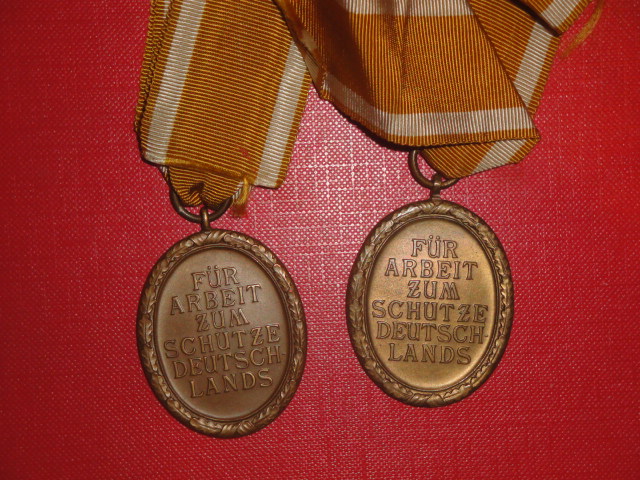 FÜR
ARBEIT
ZUM
SCHUTZE
DEUTSCH-
LANDS
FÜR
ARBEIT
ZUM
SCHUTZE
DEUTSCH-
LANDS